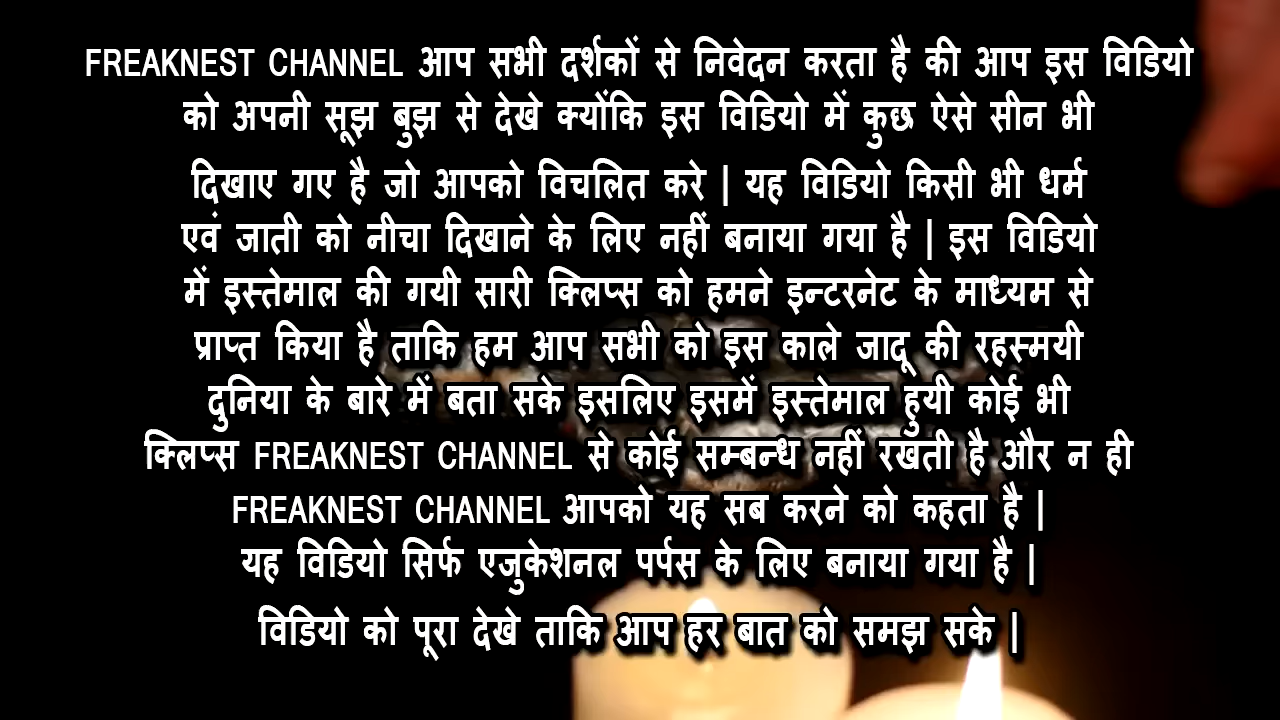 FREAKNEST CHANNEL आप सभी दर्शकों से निवेदन करता है की आप इस विडियो
को अपनी सूझ बुझ से देखे क्योंकि इस विडियो में कुछ ऐसे सीन भी
दिखाए गए है जो आपको विचलित करे | यह विडियो किसी भी धर्म
एवं जाती को नीचा दिखाने के लिए नहीं बनाया गया है | इस विडियो
में इस्तेमाल की गयी सारी क्लिप्स को हमने इन्टरनेट के माध्यम से
प्राप्त किया है ताकि हम आप सभी को इस काले जादू की रहस्मयी
दुनिया के बारे में बता सके इसलिए इसमें इस्तेमाल हुयी कोई भी
क्लिप्स FREAKNEST CHANNEL से कोई सम्बन्ध नहीं रखती है और न ही
FREAKNEST CHANNEL आपको यह सब करने को कहता है |
यह विडियो सिर्फ एजुकेशनल पर्पस के लिए बनाया गया है |
विडियो को पूरा देखे ताकि आप हर बात को समझ सके |